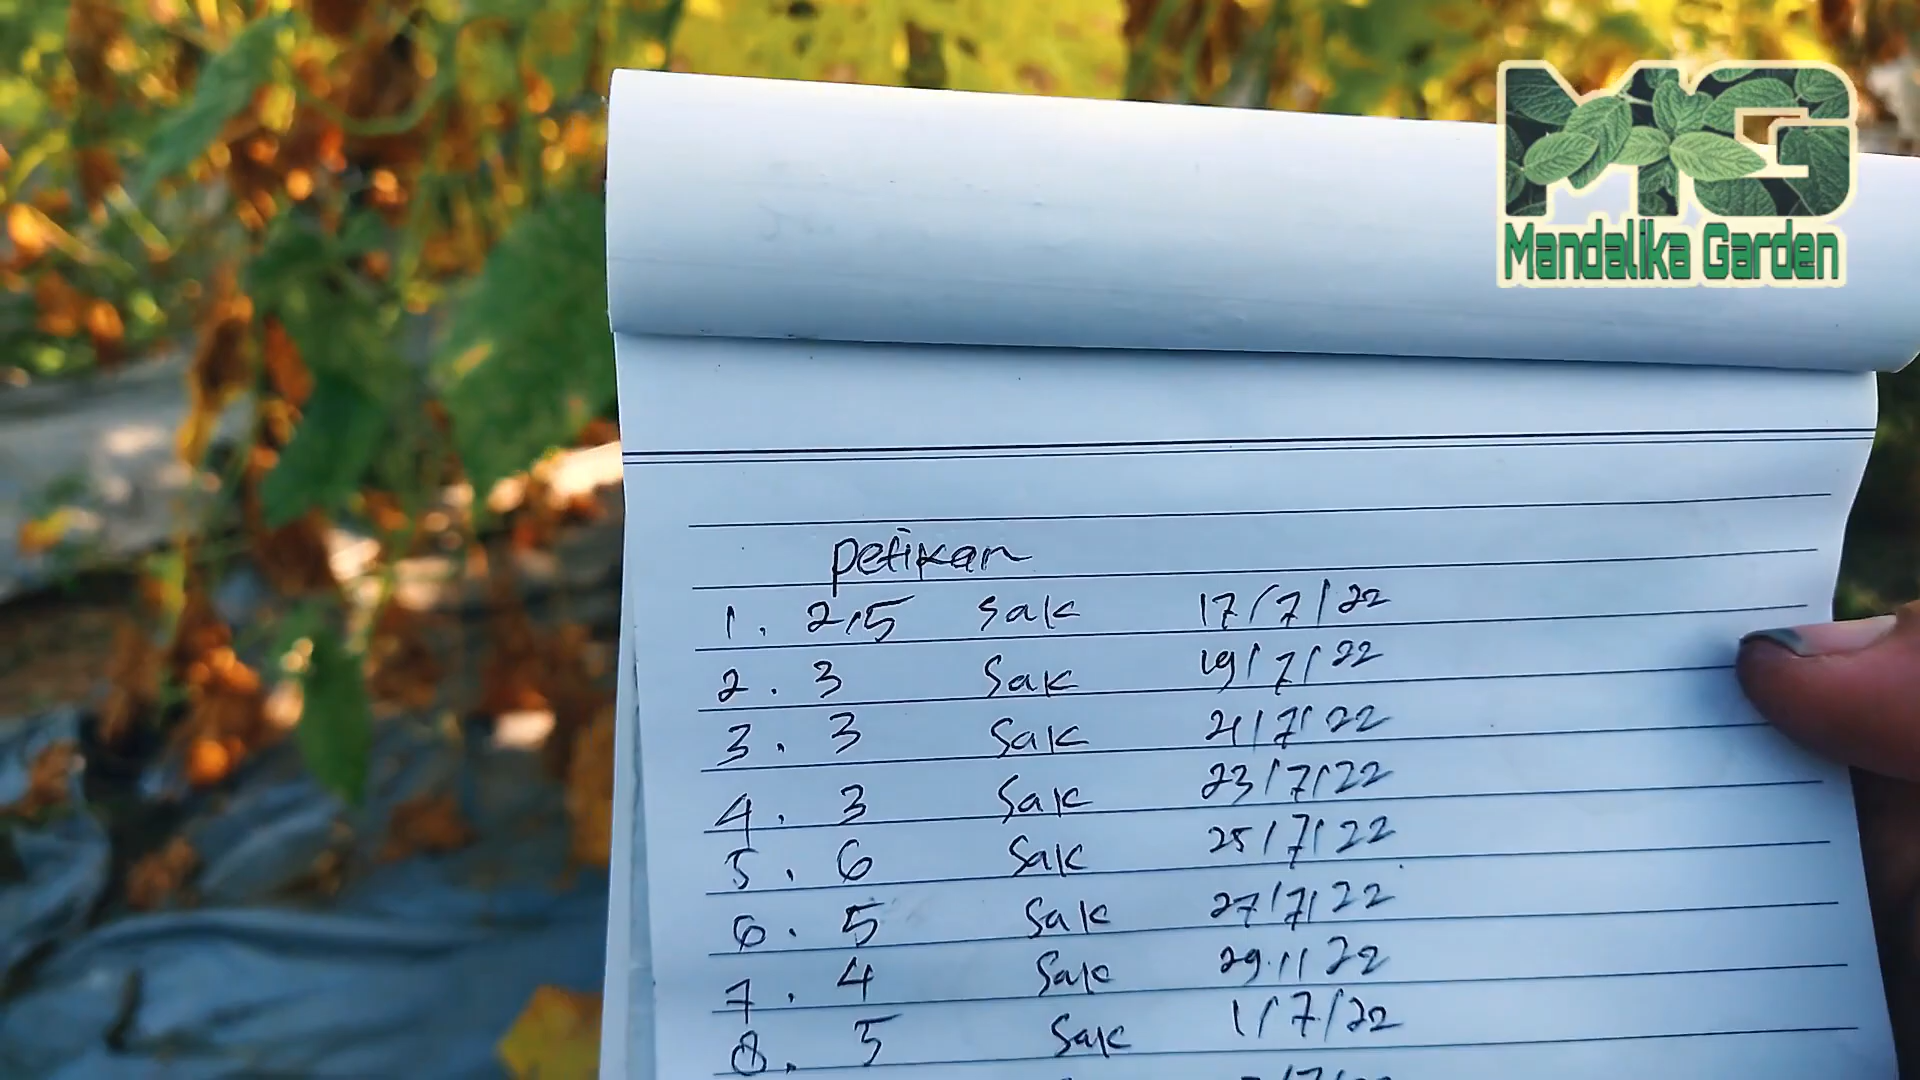 MG
Mandalika Garden
Petikan
1. 2,5 Sak 17/7/22
2. 3 Sak 19/7/22
3. 3 Sak 21/7/22
4. 3 Sak 23/7/22
5. 6 Sak 25/7/22
6. 5 Sak 27/7/22
7. 4 Sak 29 / / 22
8. 5 Sak 1/7/22